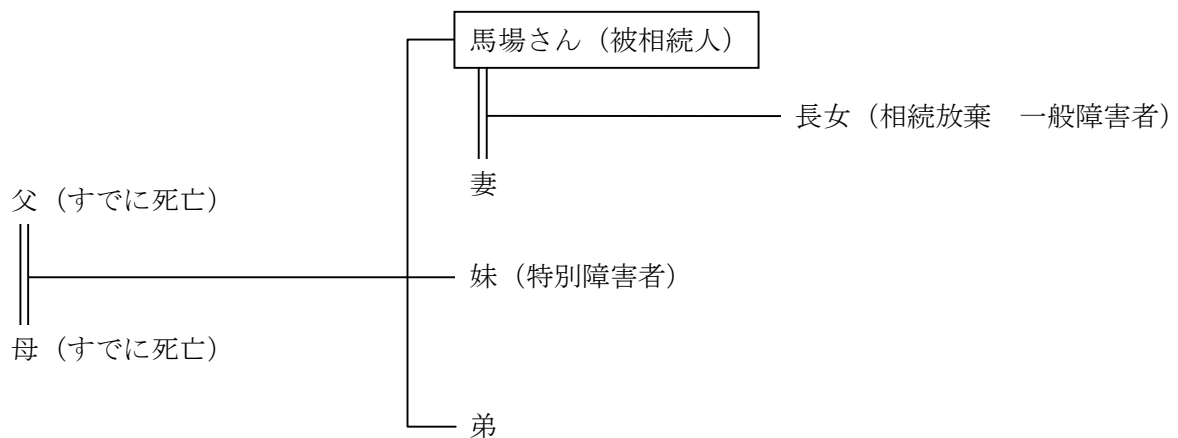 馬場さん（被相続人）
長女（相続放棄　一般障害者）
妻
父（すでに死亡）
妹（特別障害者）
母（すでに死亡）
弟